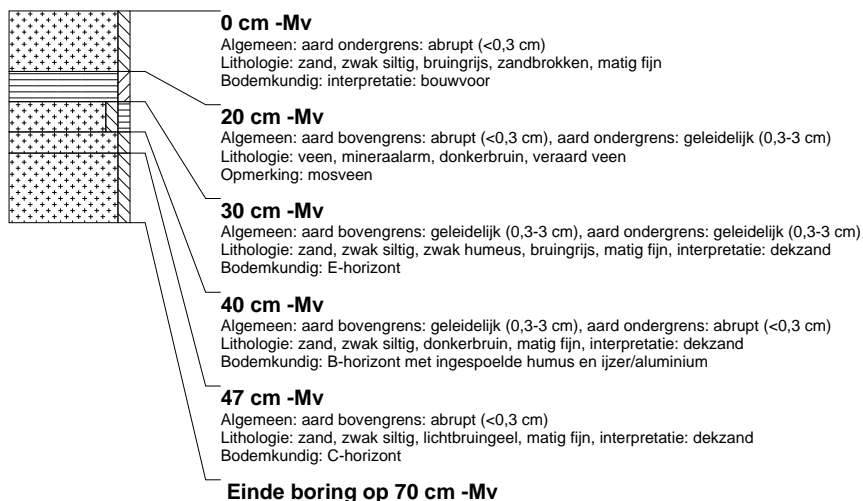 0 cm -Mv
Algemeen: aard ondergrens: abrupt (<0,3 cm)
Lithologie: zand, zwak siltig, bruingrijs, zandbrokken, matig fijn
Bodemkundig: interpretatie: bouwvoor
20 cm -Mv
Algemeen: aard bovengrens: abrupt (<0,3 cm), aard ondergrens: geleidelijk (0,3-3 cm)
Lithologie: veen, mineraalarm, donkerbruin, veraard veen
Opmerking: mosveen
30 cm -Mv
Algemeen: aard bovengrens: geleidelijk (0,3-3 cm), aard ondergrens: geleidelijk (0,3-3 cm)
Lithologie: zand, zwak siltig, zwak humeus, bruingrijs, matig fijn, interpretatie: dekzand
Bodemkundig: E-horizont
40 cm -Mv
Algemeen: aard bovengrens: geleidelijk (0,3-3 cm), aard ondergrens: abrupt (<0,3 cm)
Lithologie: zand, zwak siltig, donkerbruin, matig fijn, interpretatie: dekzand
Bodemkundig: B-horizont met ingespoelde humus en ijzer/aluminium
47 cm -Mv
Algemeen: aard bovengrens: abrupt (<0,3 cm)
Lithologie: zand, zwak siltig, lichtbruingeel, matig fijn, interpretatie: dekzand
Bodemkundig: C-horizont
Einde boring op 70 cm -Mv